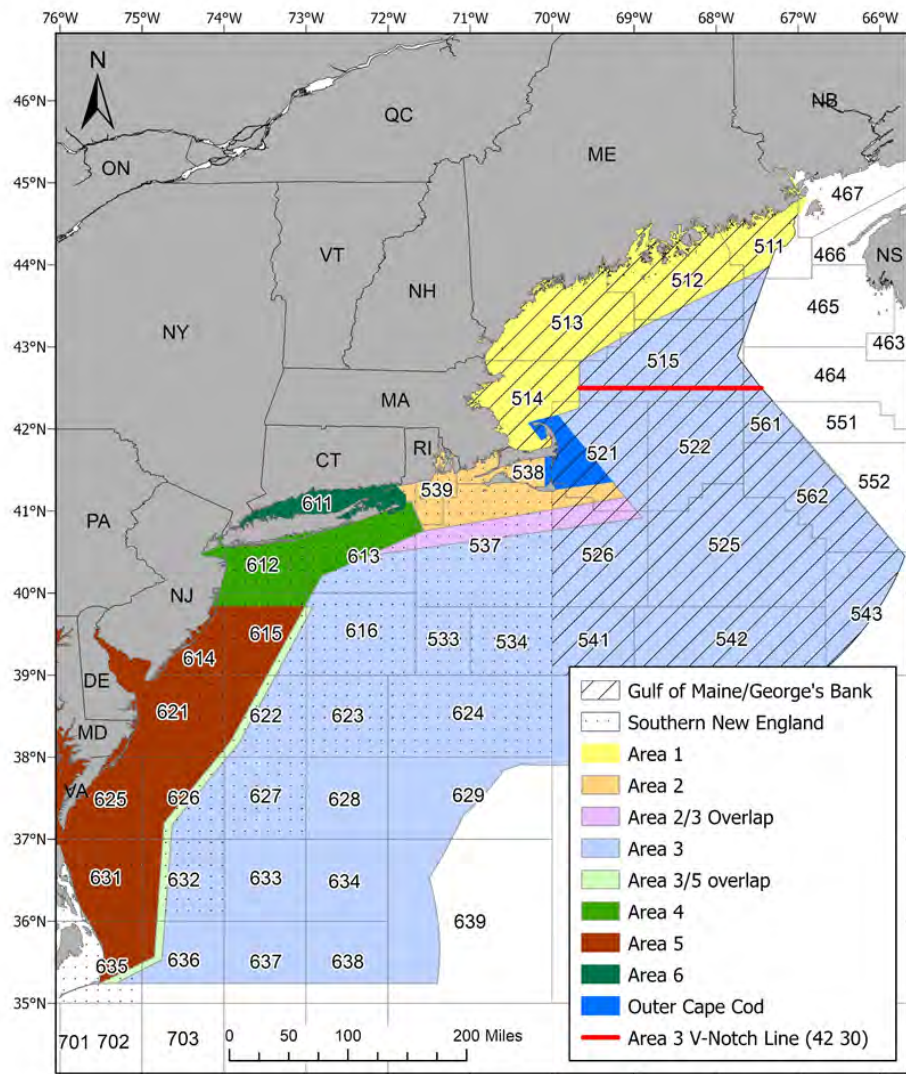 76°W 75°W 74°W 73°W 72°W 71°W 70°W 69°W 68°W 67°W 66°W
N
46°N
QC
NB
ME
ON
45°N
467
VT
511
466
NS
44°N
512
NH
465
NY
513
43°N
463
515
464
MA
514
42°N
561
551
RI
521
522
CT
538
552
539
562
41°N
611
PA
537
525
613
526
612
40°N
NJ
543
615
616
533
534
541
542
614
39°N
DE
621
622
623
624
MD
38°N
VA
625
626
627
628
629
37°N
631
632
633
634
36°N
639
635
636
637
638
35°N
701 702 703
0 50 100 200 Miles
Gulf of Maine/George's Bank
Southern New England
Area 1
Area 2
Area 2/3 Overlap
Area 3
Area 3/5 overlap
Area 4
Area 5
Area 6
Outer Cape Cod
Area 3 V-Notch Line (42 30)